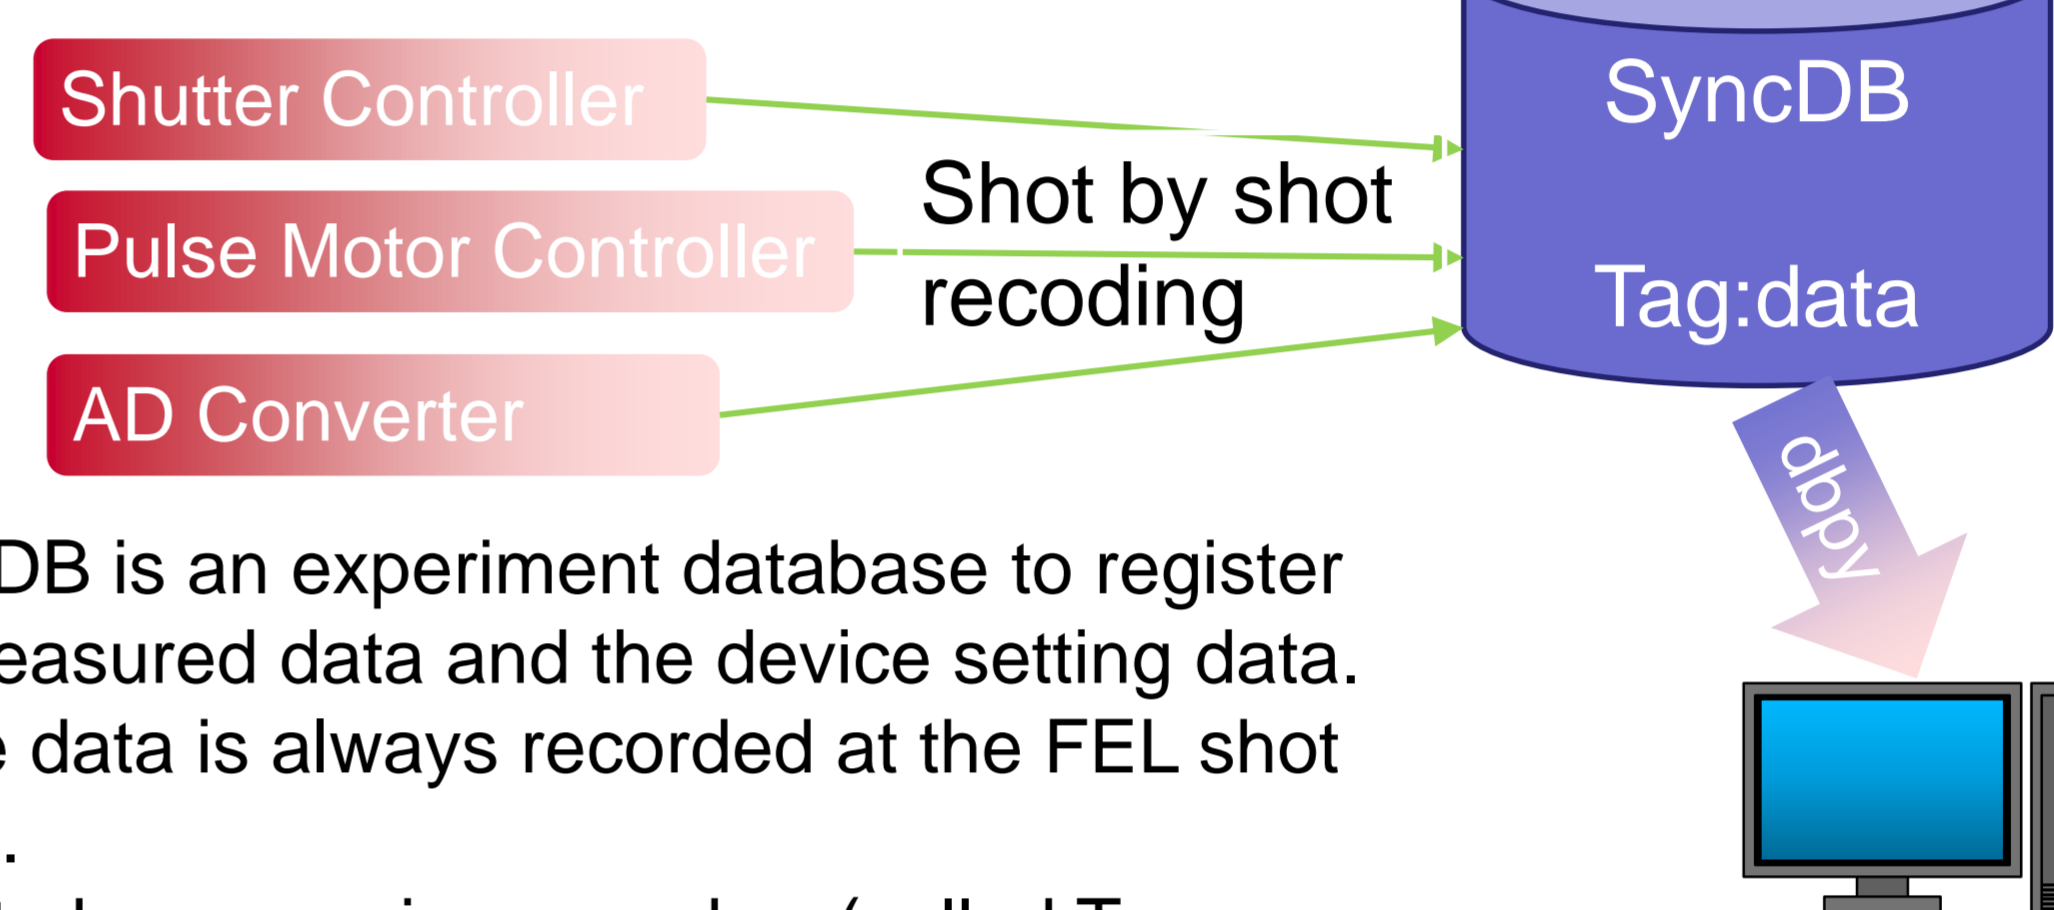 Shutter Controller
SyncDB
Shot by shot
Pulse Motor Controller
recoding
Tag:data
AD Converter
dbpy
DB is an experiment database to register
easured data and the device setting data.
data is always recorded at the FEL shot
.